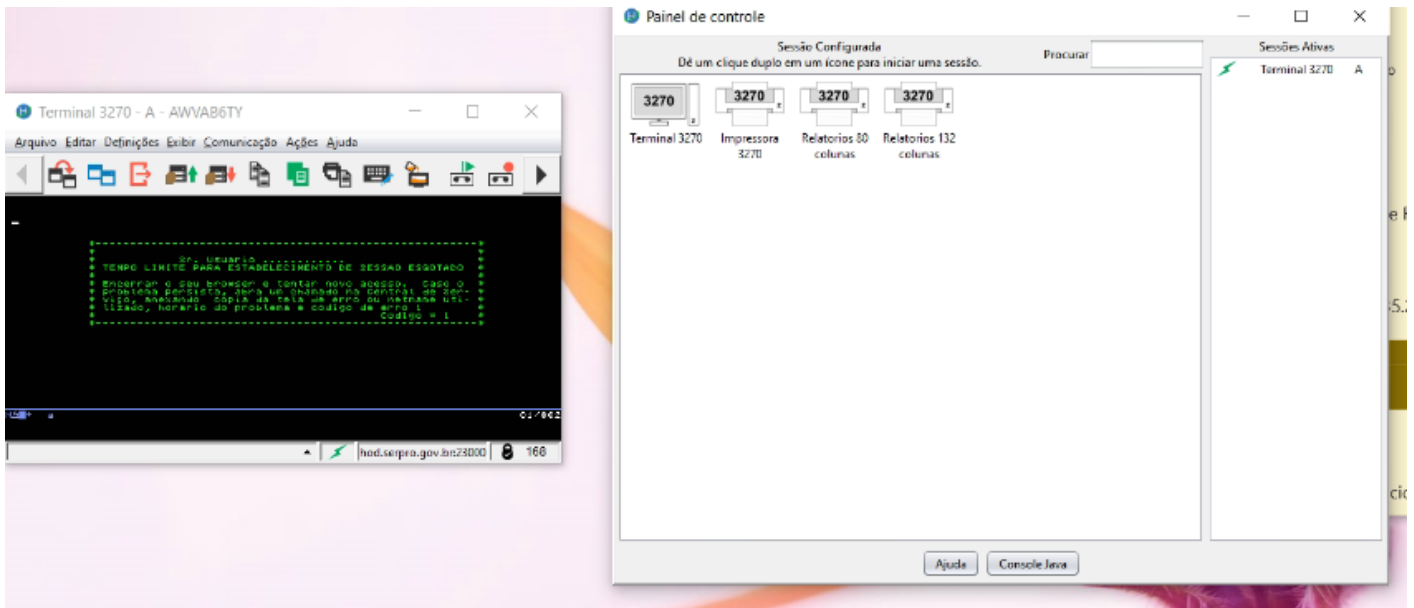 Terminal 3270 - A - AWVAB6TY
Arquivo Editar Definições Exibir Comunicação Ações Ajuda
Sr. Usuario ............
TEMPO LIMITE PARA ESTABELECIMENTO DE SESSAO ESGOTADO
Encerrar o seu browser e tentar novo acesso. Caso o
problema persista, abra um chamado na Central de Ser-
viço, anexando copia da tela de erro ou netname uti-
lizado, horario do problema e codigo de erro 1
Codigo = 1
01/002
hod.serpro.gov.br:23000
168
Painel de controle
Sessão Configurada
Dê um clique duplo em um ícone para iniciar uma sessão.
Procurar
3270
3270
3270
3270
Terminal 3270
Impressora
3270
Relatorios 80
colunas
Relatorios 132
colunas
Ajuda
Console Java
Sessões Ativas
Terminal 3270 A